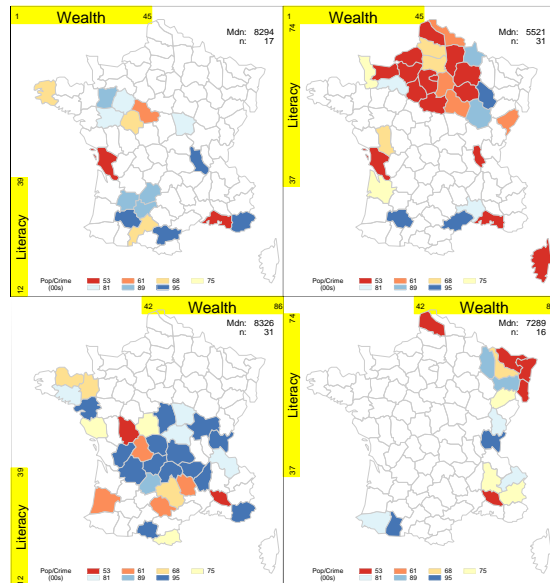 1 Wealth 45
Mdn: 8294
n: 17
39
Literacy
12
Pop/Crime
(00s)
53 61 68 75
81 89 95
1 Wealth 45
Mdn: 5521
n: 31
74
Literacy
37
Pop/Crime
(00s)
53 61 68 75
81 89 95
42 Wealth 86
Mdn: 8326
n: 31
39
Literacy
12
Pop/Crime
(00s)
53 61 68 75
81 89 95
42 Wealth 8
Mdn: 7289
n: 16
74
Literacy
37
Pop/Crime
(00s)
53 61 68 75
81 89 95